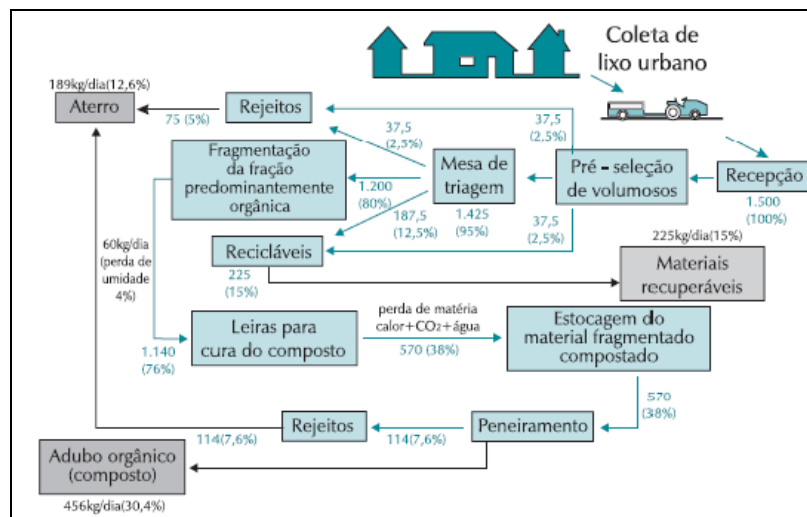 Coleta de
lixo urbano
189kg/dia(12,6%)
Aterro
75 (5%)
Rejeitos
37,5
(2,5%)
37,5
(2,5%)
Fragmentação
da fração
predominantemente
orgânica
1.200
(80%)
Mesa de
triagem
1.425
(95%)
Pré - seleção
de volumosos
Recepção
1.500
(100%)
187,5
(12,5%)
37,5
(2,5%)
60kg/dia
(perda de
umidade
4%)
Recicláveis
225
(15%)
225kg/dia(15%)
Materiais
recuperáveis
1.140
(76%)
Leiras para
cura do composto
perda de matéria
calor+CO2+água
570 (38%)
Estocagem do
material fragmentado
compostado
570
(38%)
114(7,6%)
Rejeitos
114(7,6%)
Peneiramento
Adubo orgânico
(composto)
456kg/dia(30,4%)